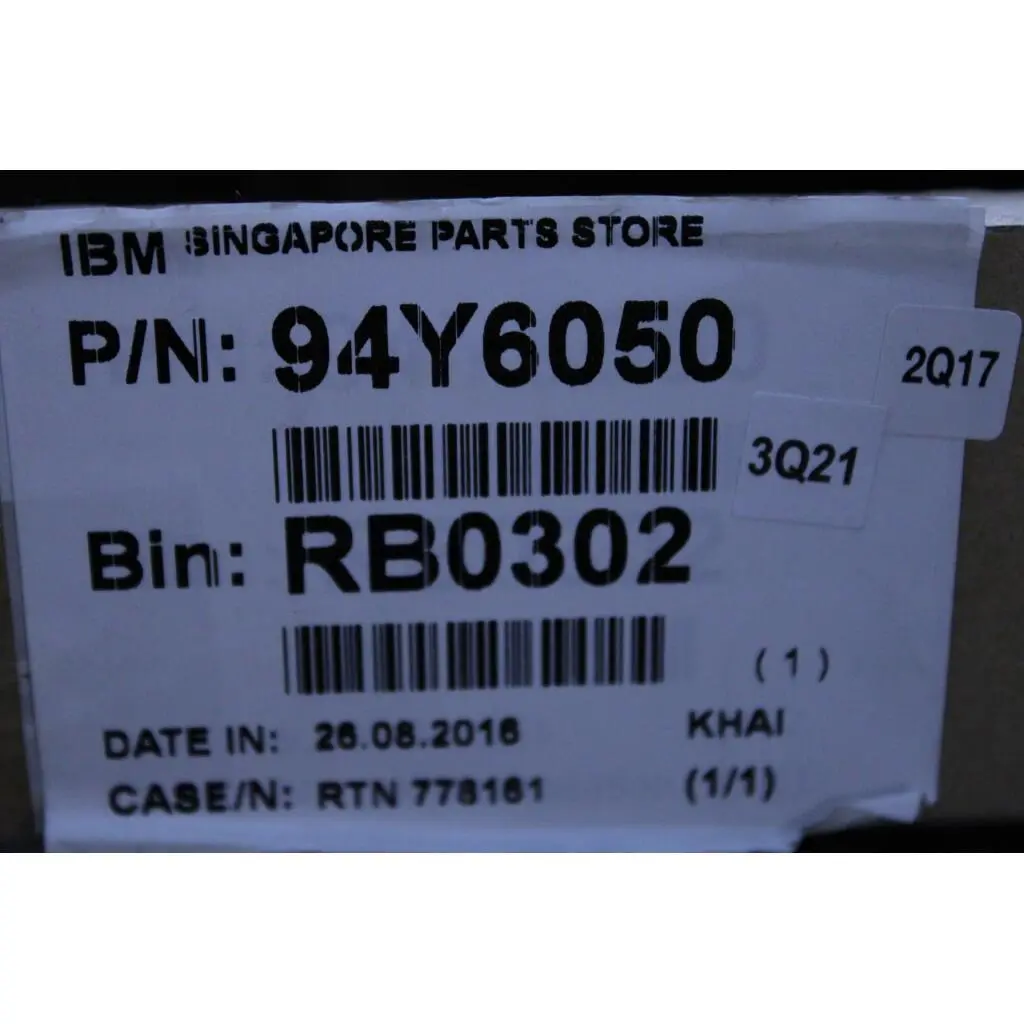 IBM SINGAPORE PARTS STORE
P/N: 94Y6050
2Q17
3Q21
Bin: RB0302
(1)
DATE IN: 26.08.2016 KHAI
CASE/N: RTN 778161 (1/1)